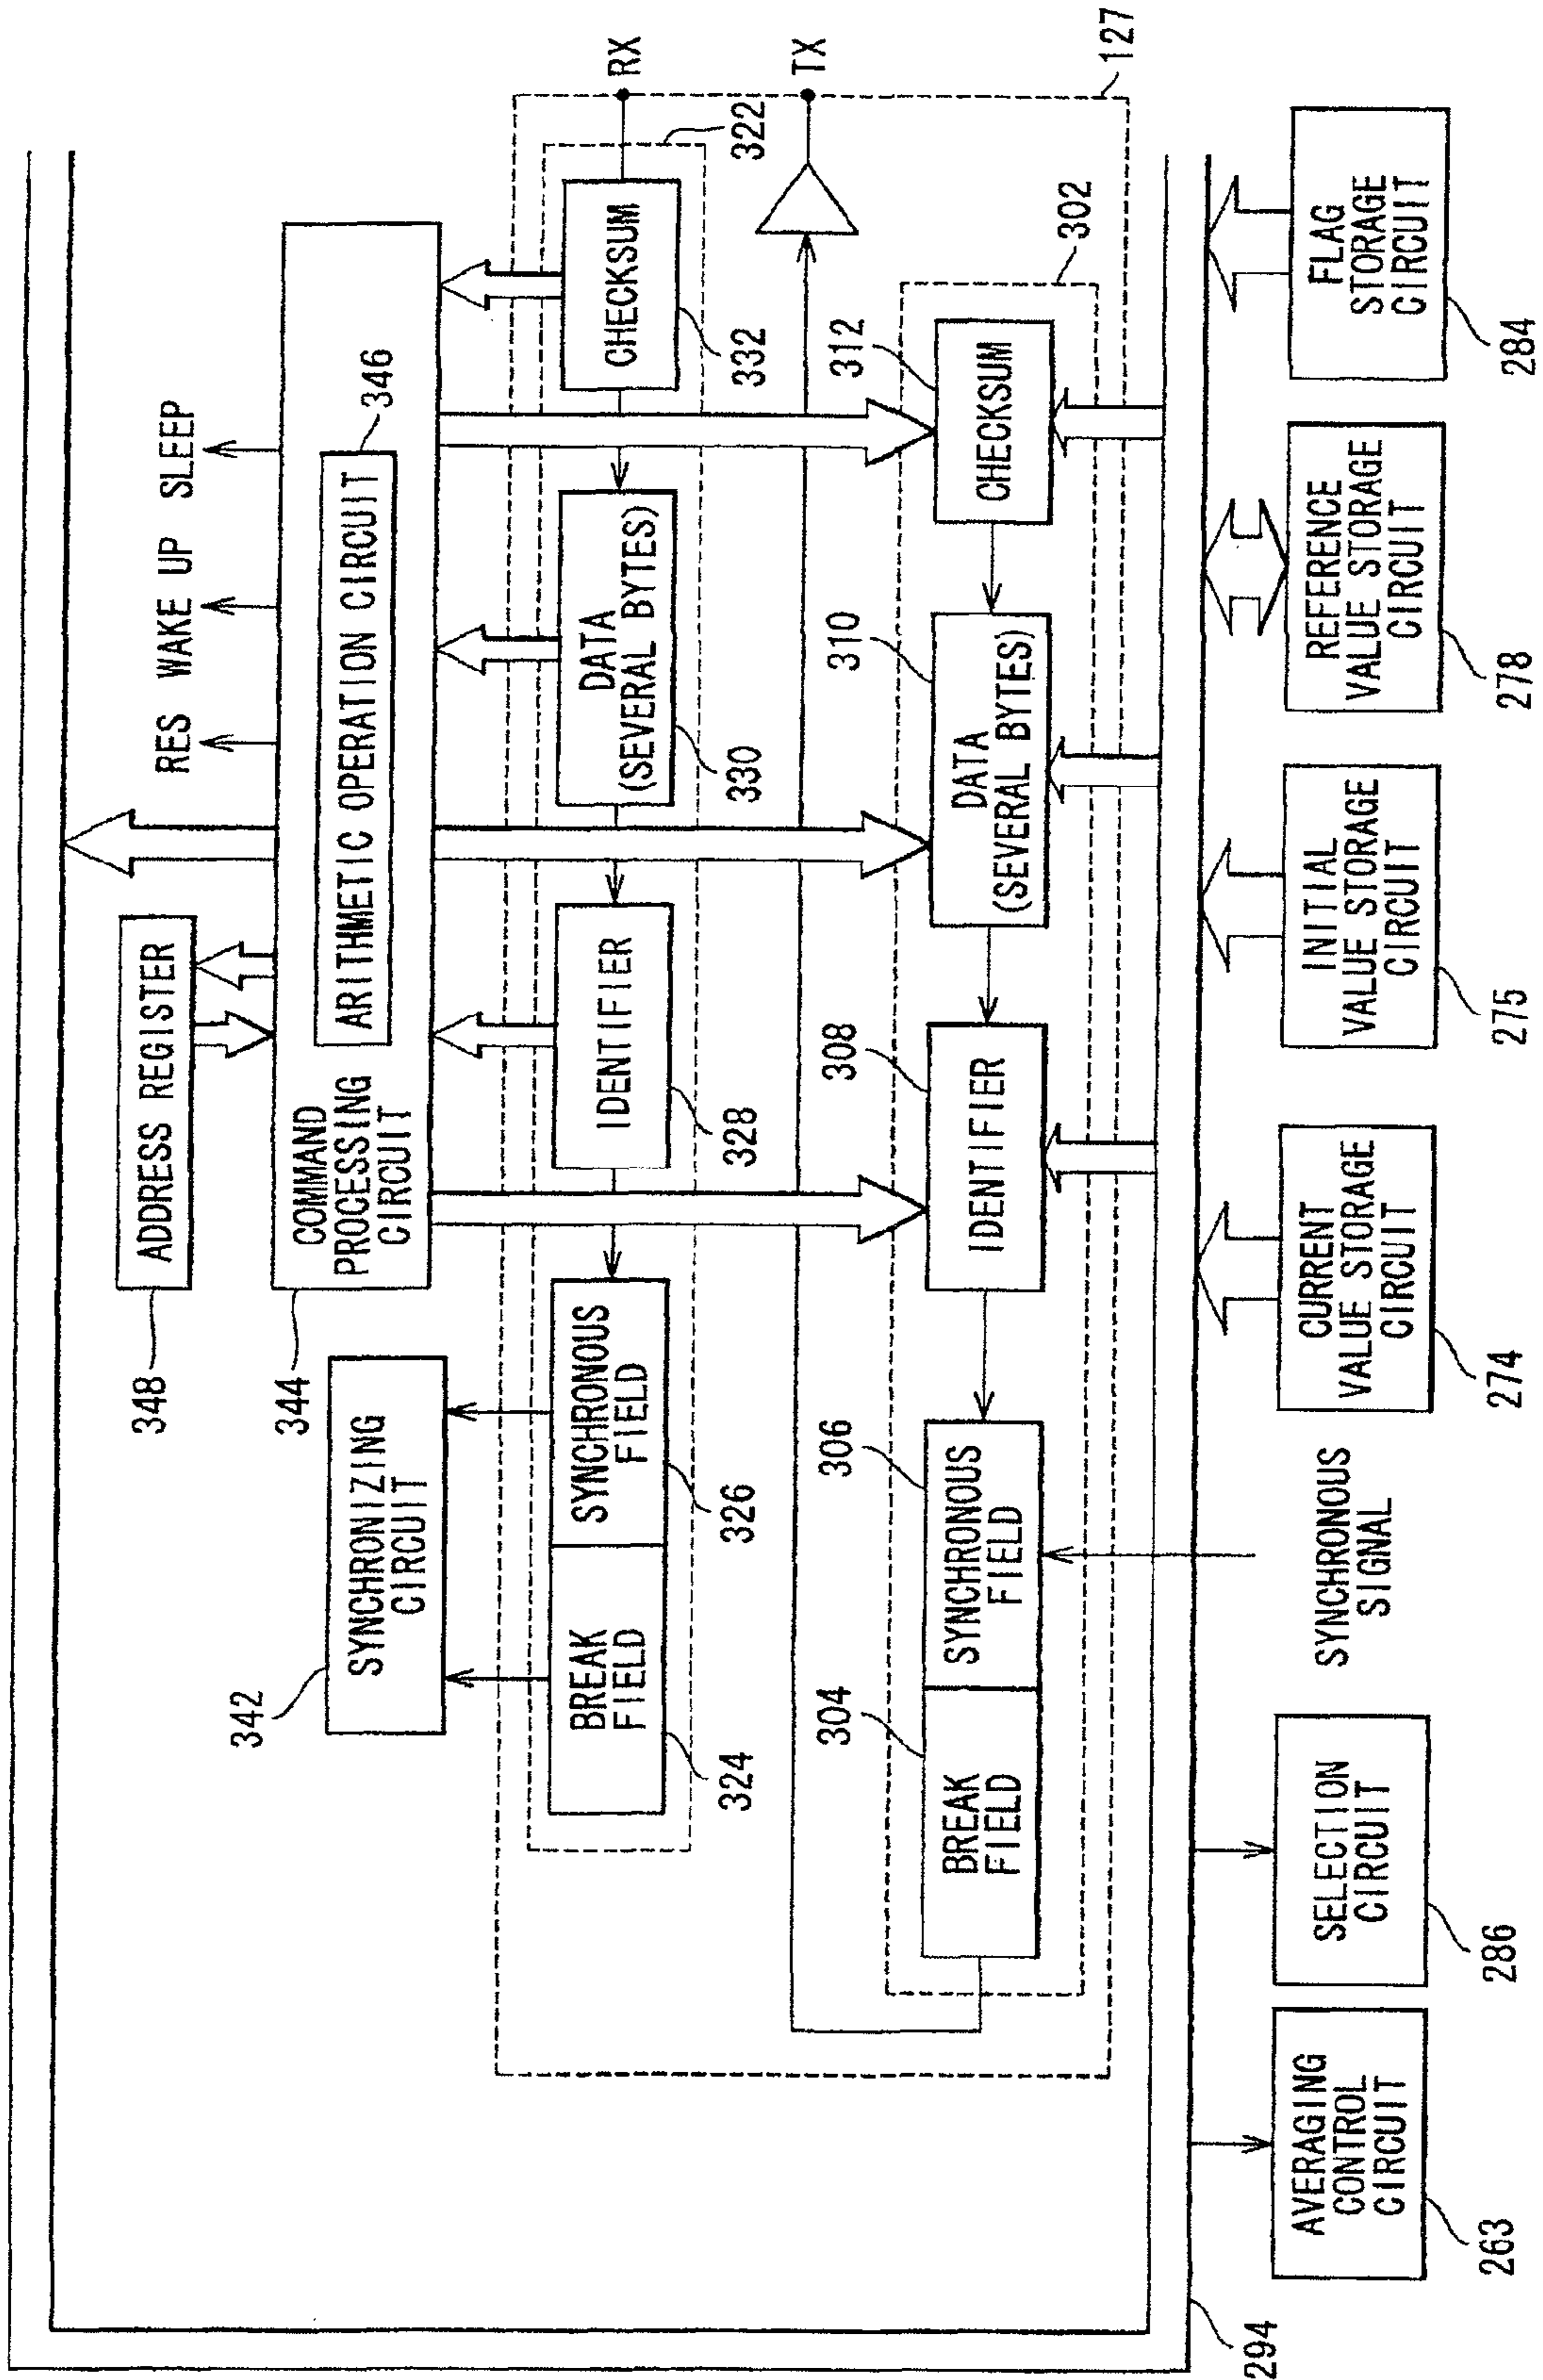 348
ADDRESS REGISTER
RES
WAKE UP
SLEEP
344
COMMAND
PROCESSING
CIRCUIT
ARITHMETIC OPERATION CIRCUIT
346
342
SYNCHRONIZING
CIRCUIT
BREAK
FIELD
324
SYNCHRONOUS
FIELD
326
IDENTIFIER
328
DATA
(SEVERAL BYTES)
330
CHECKSUM
332
322
RX
TX
127
304
BREAK
FIELD
306
SYNCHRONOUS
FIELD
308
IDENTIFIER
310
DATA
(SEVERAL BYTES)
312
CHECKSUM
302
294
AVERAGING
CONTROL
CIRCUIT
263
SELECTION
CIRCUIT
286
SYNCHRONOUS
SIGNAL
CURRENT
VALUE STORAGE
CIRCUIT
274
INITIAL
VALUE STORAGE
CIRCUIT
275
REFERENCE
VALUE STORAGE
CIRCUIT
278
FLAG
STORAGE
CIRCUIT
284